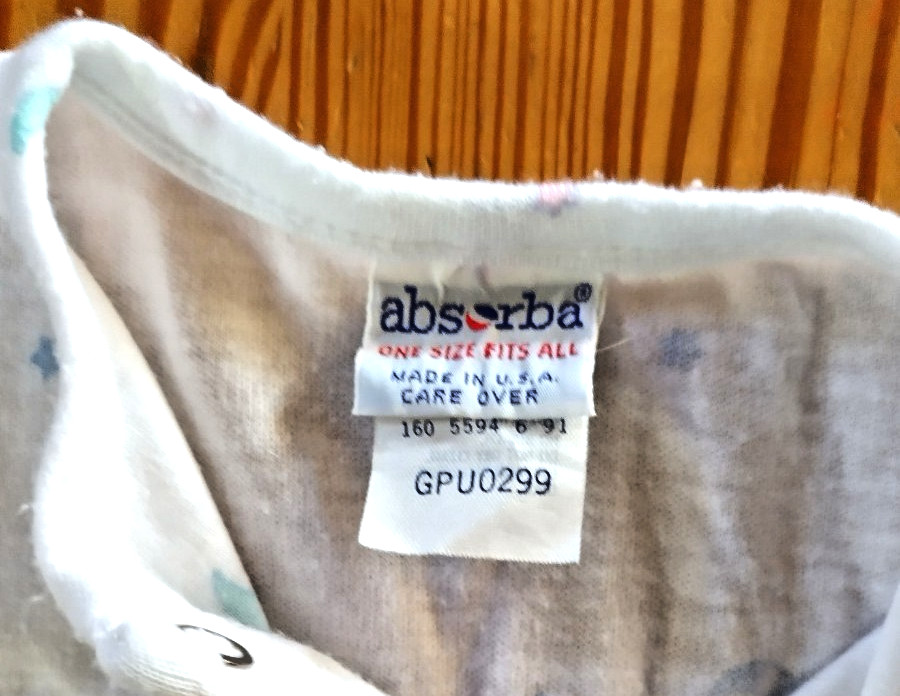 absorba®
ONE SIZE FITS ALL
MADE IN U.S.A.
CARE OVER
160 5594 6 91
GPU0299